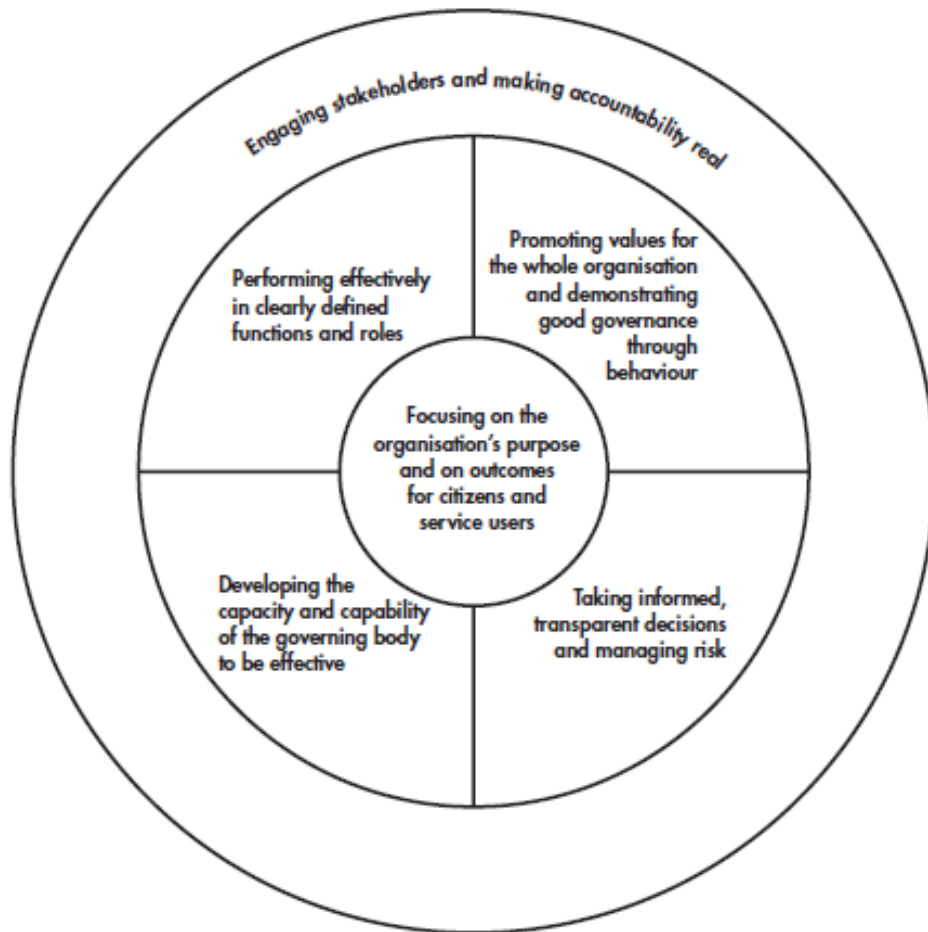 Engaging stakeholders and making accountability real
Performing effectively
in clearly defined
functions and roles
Promoting values for
the whole organisation
and demonstrating
good governance
through
behaviour
Focusing on the
organisation's purpose
and on outcomes
for citizens and
service users
Developing the
capacity and capability
of the governing body
to be effective
Taking informed,
transparent decisions
and managing risk